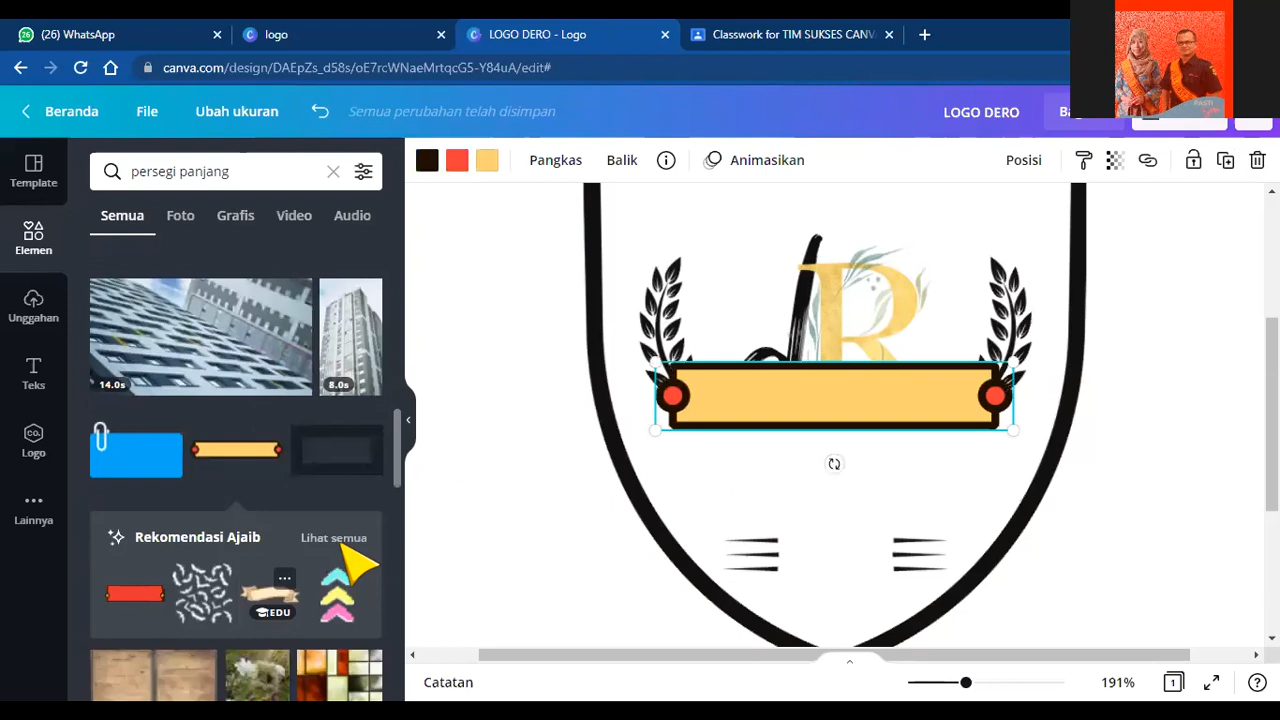 (26) WhatsApp
logo
LOGO DERO - Logo
Classwork for TIM SUKSES CANV
canva.com/design/DAEpZs_d58s/oE7rcWNaeMrtqcG5-Y84uA/edit#
Beranda
File
Ubah ukuran
Semua perubahan telah disimpan
LOGO DERO
Template
persegi panjang
Pangkas
Balik
Animasikan
Posisi
Elemen
Semua
Foto
Grafis
Video
Audio
Unggahan
14.0s
8.0s
R
Teks
Logo
Lainnya
Rekomendasi Ajaib
Lihat semua
EDU
Catatan
191%
1